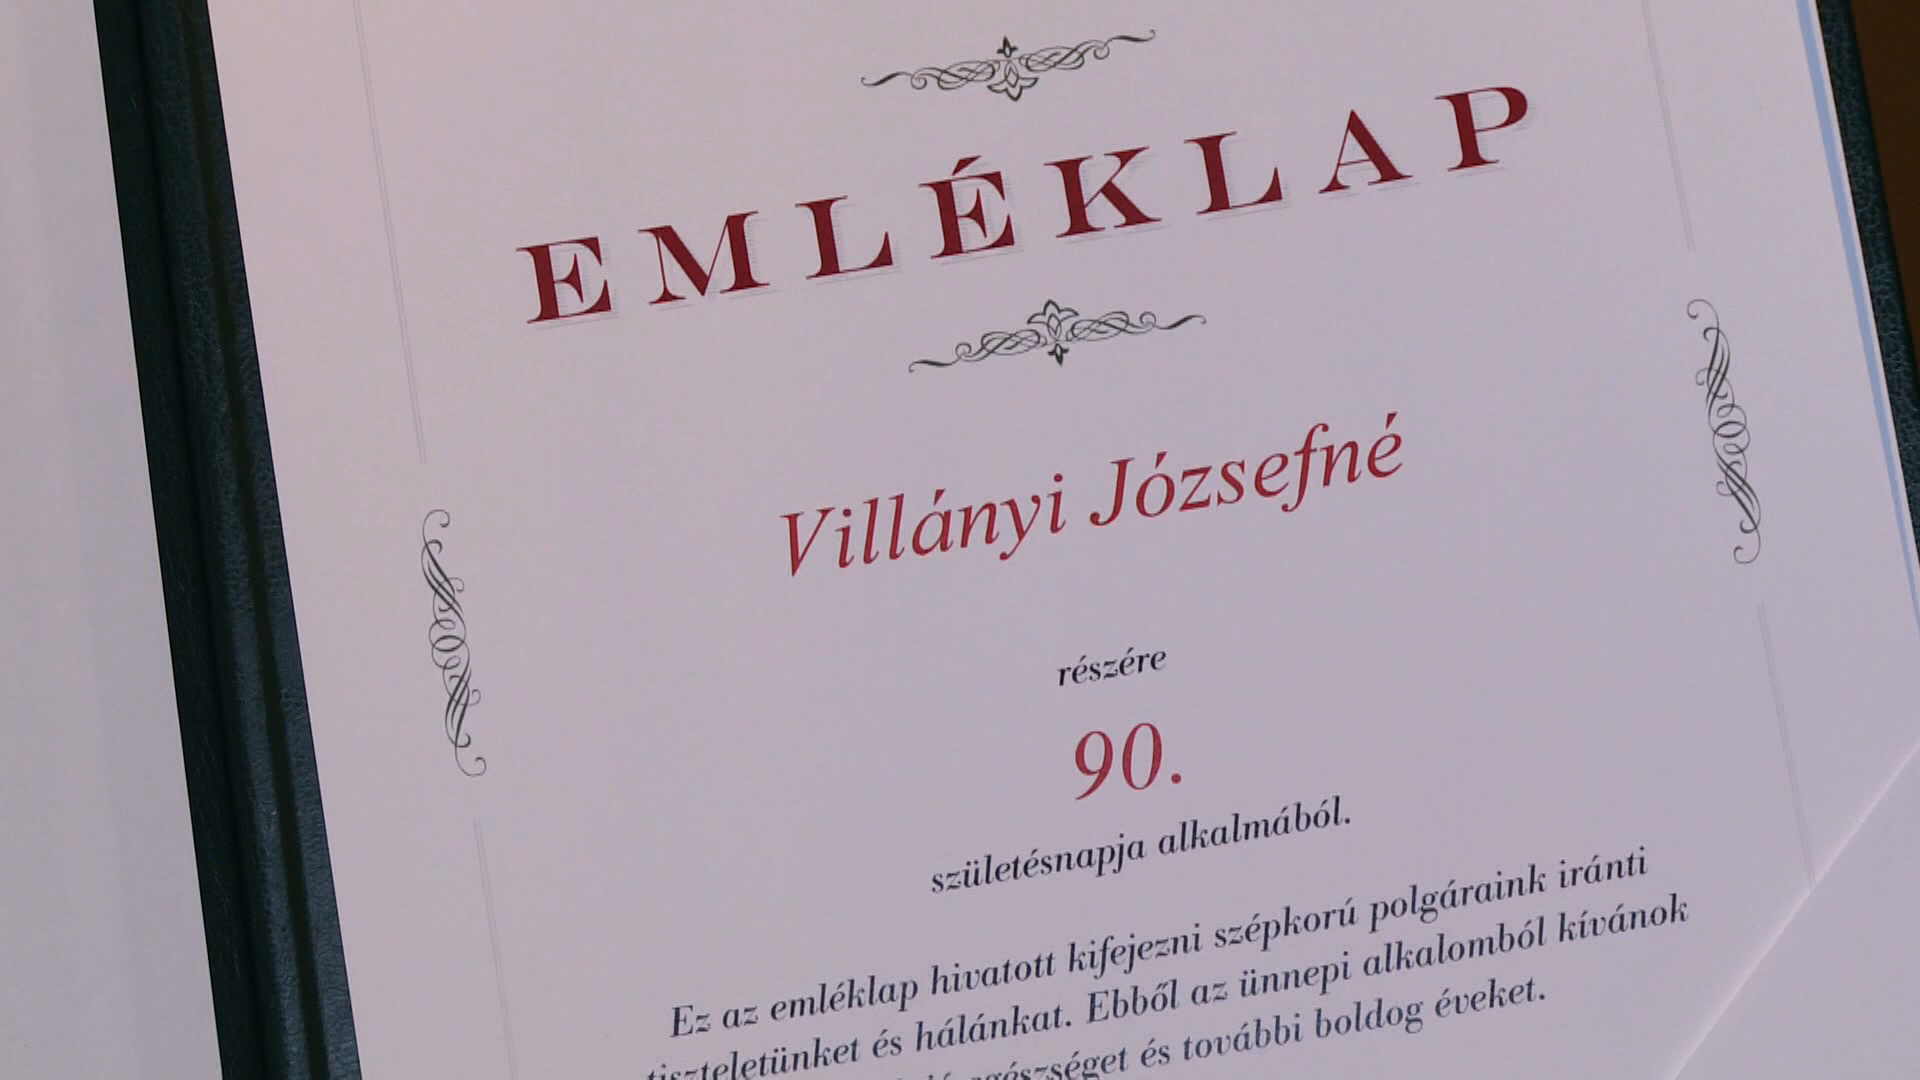 EMLÉKLAP
Villányi Józsefné
részére
90.
születésnapja alkalmából.
Ez az emléklap hivatott kifejezni szépkorú polgáraink iránti
tiszteletünket és hálánkat. Ebből az ünnepi alkalomból kívánok
egészséget és további boldog éveket.